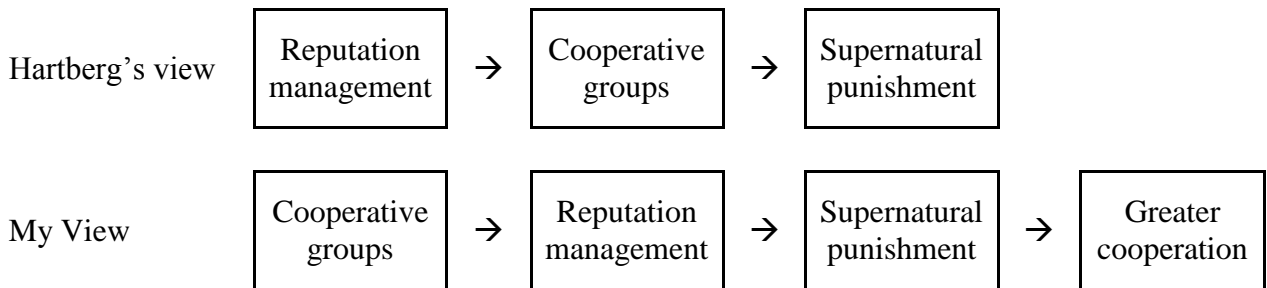 Hartberg’s view
Reputation
management
→
Cooperative
groups
→
Supernatural
punishment
My View
Cooperative
groups
→
Reputation
management
→
Supernatural
punishment
→
Greater
cooperation